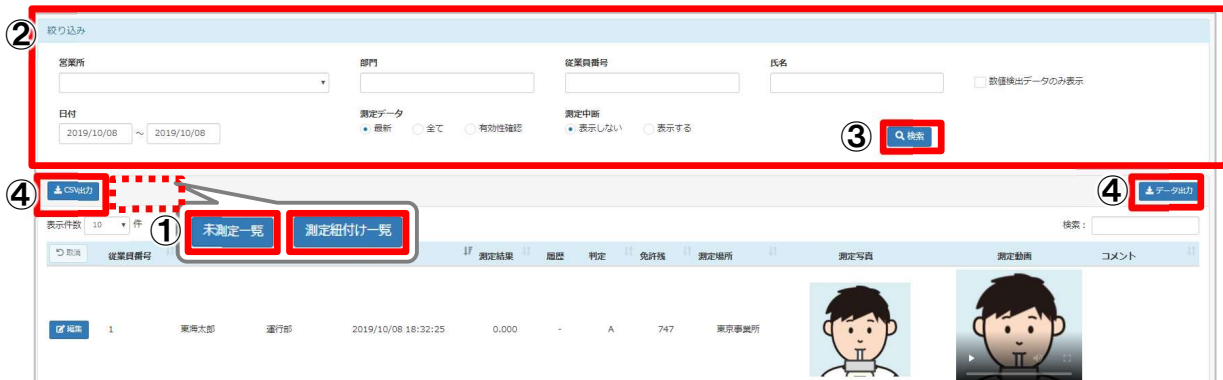 ②
絞り込み
営業所 部門 従業員番号 氏名
数値検出データのみ表示
日付 測定データ 測定中断
2019/10/08 ～ 2019/10/08 最新 全て 有効性確認 表示しない 表示する
③ 検索
④ CSV出力 ④ データ出力
表示件数 10 件 ① 未測定一覧 測定紐付け一覧 検索：
取消 従業員番号 測定結果 履歴 判定 免許残 測定場所 測定写真 測定動画 コメント
編集 1 東海太郎 運行部 2019/10/08 18:32:25 0.000 - A 747 東京事業所